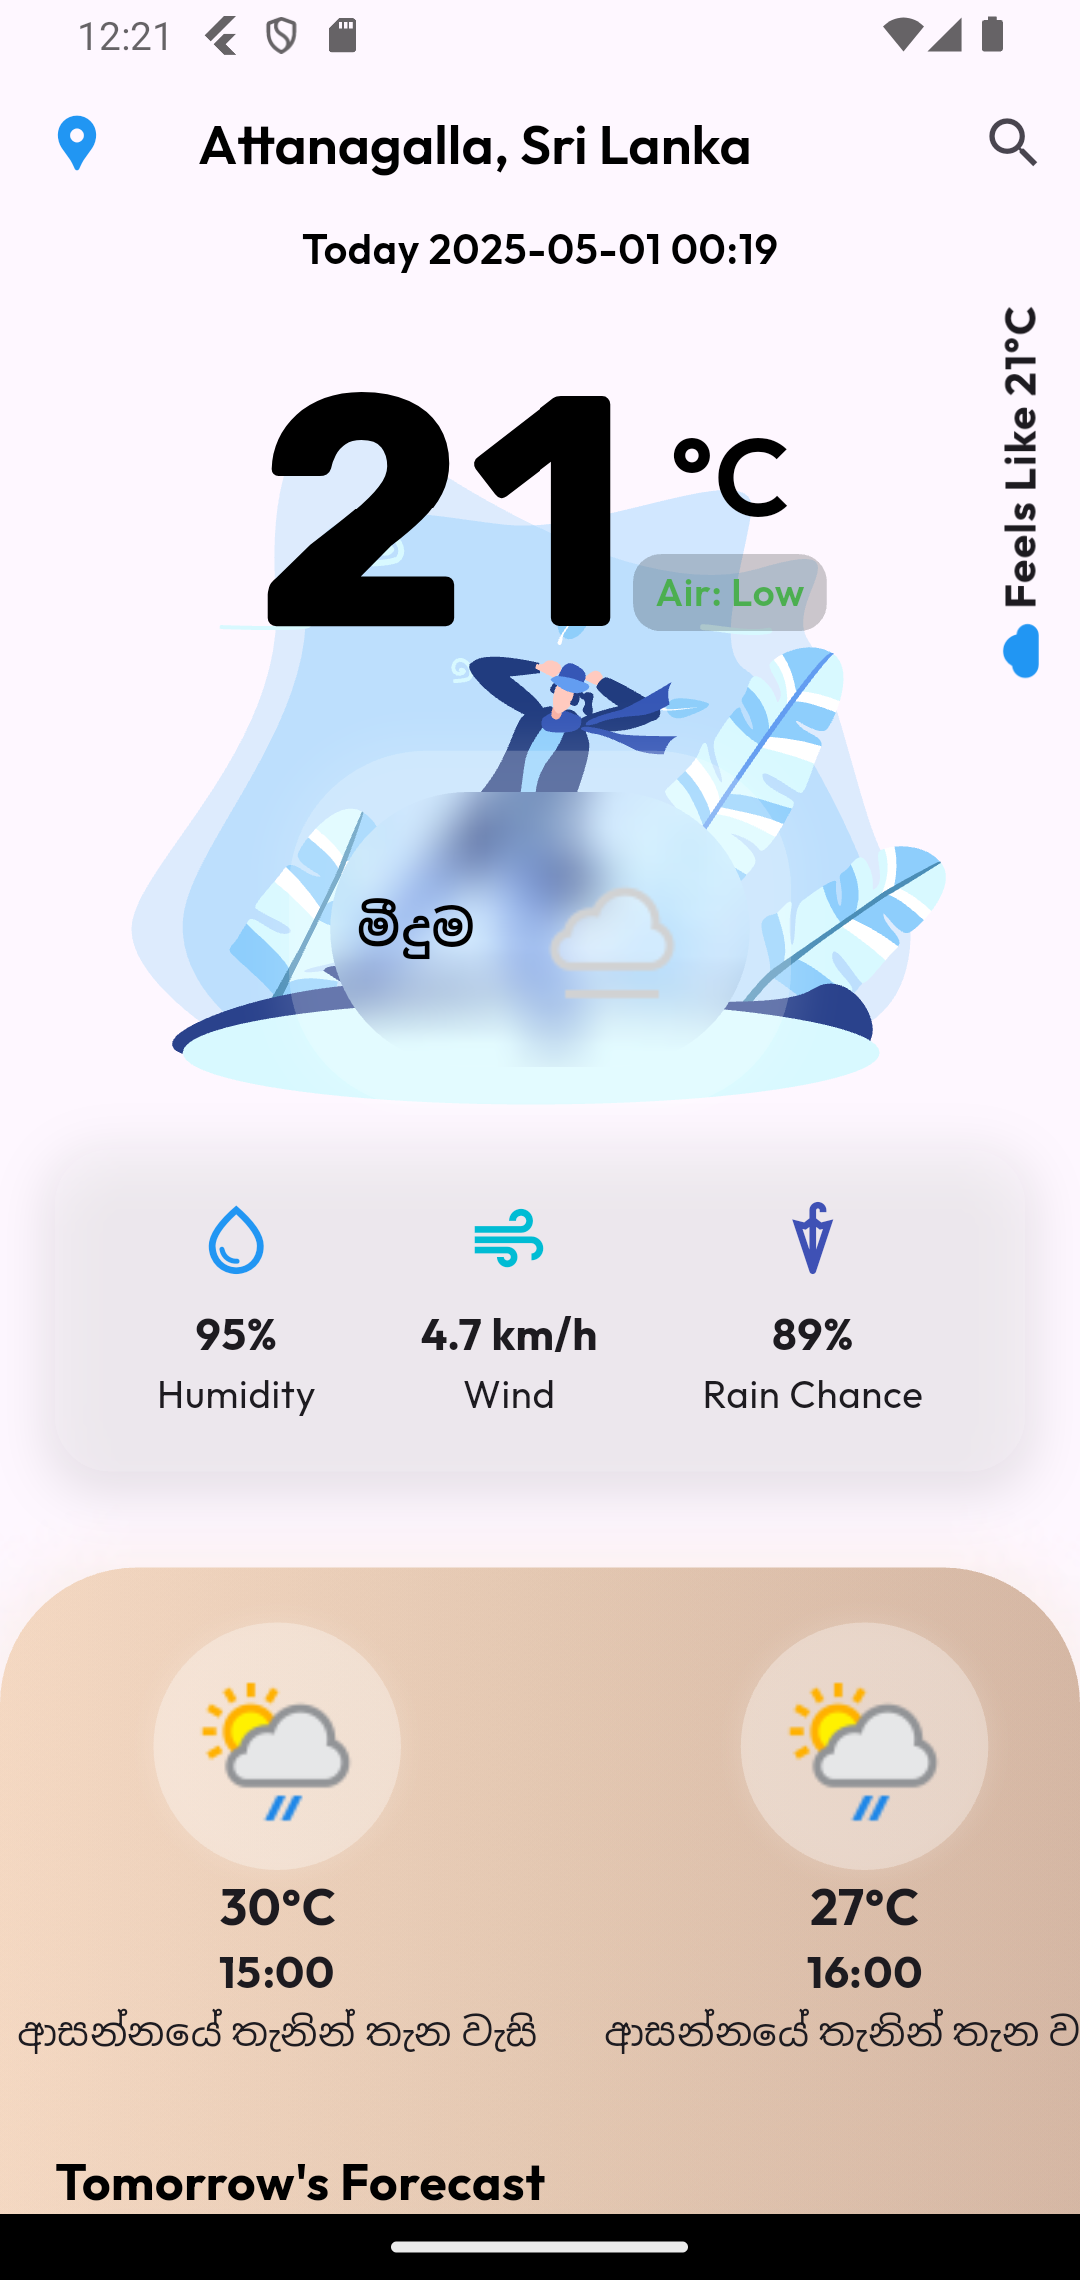 12:21
Attanagalla, Sri Lanka
Today 2025-05-01 00:19
Feels Like 21°C
21 °C
Air: Low
මීදුම
95% 4.7 km/h 89%
Humidity Wind Rain Chance
30°C 27°C
15:00 16:00
ආසන්නයේ තැනින් තැන වැසි ආසන්නයේ තැනින් තැන ව
Tomorrow's Forecast